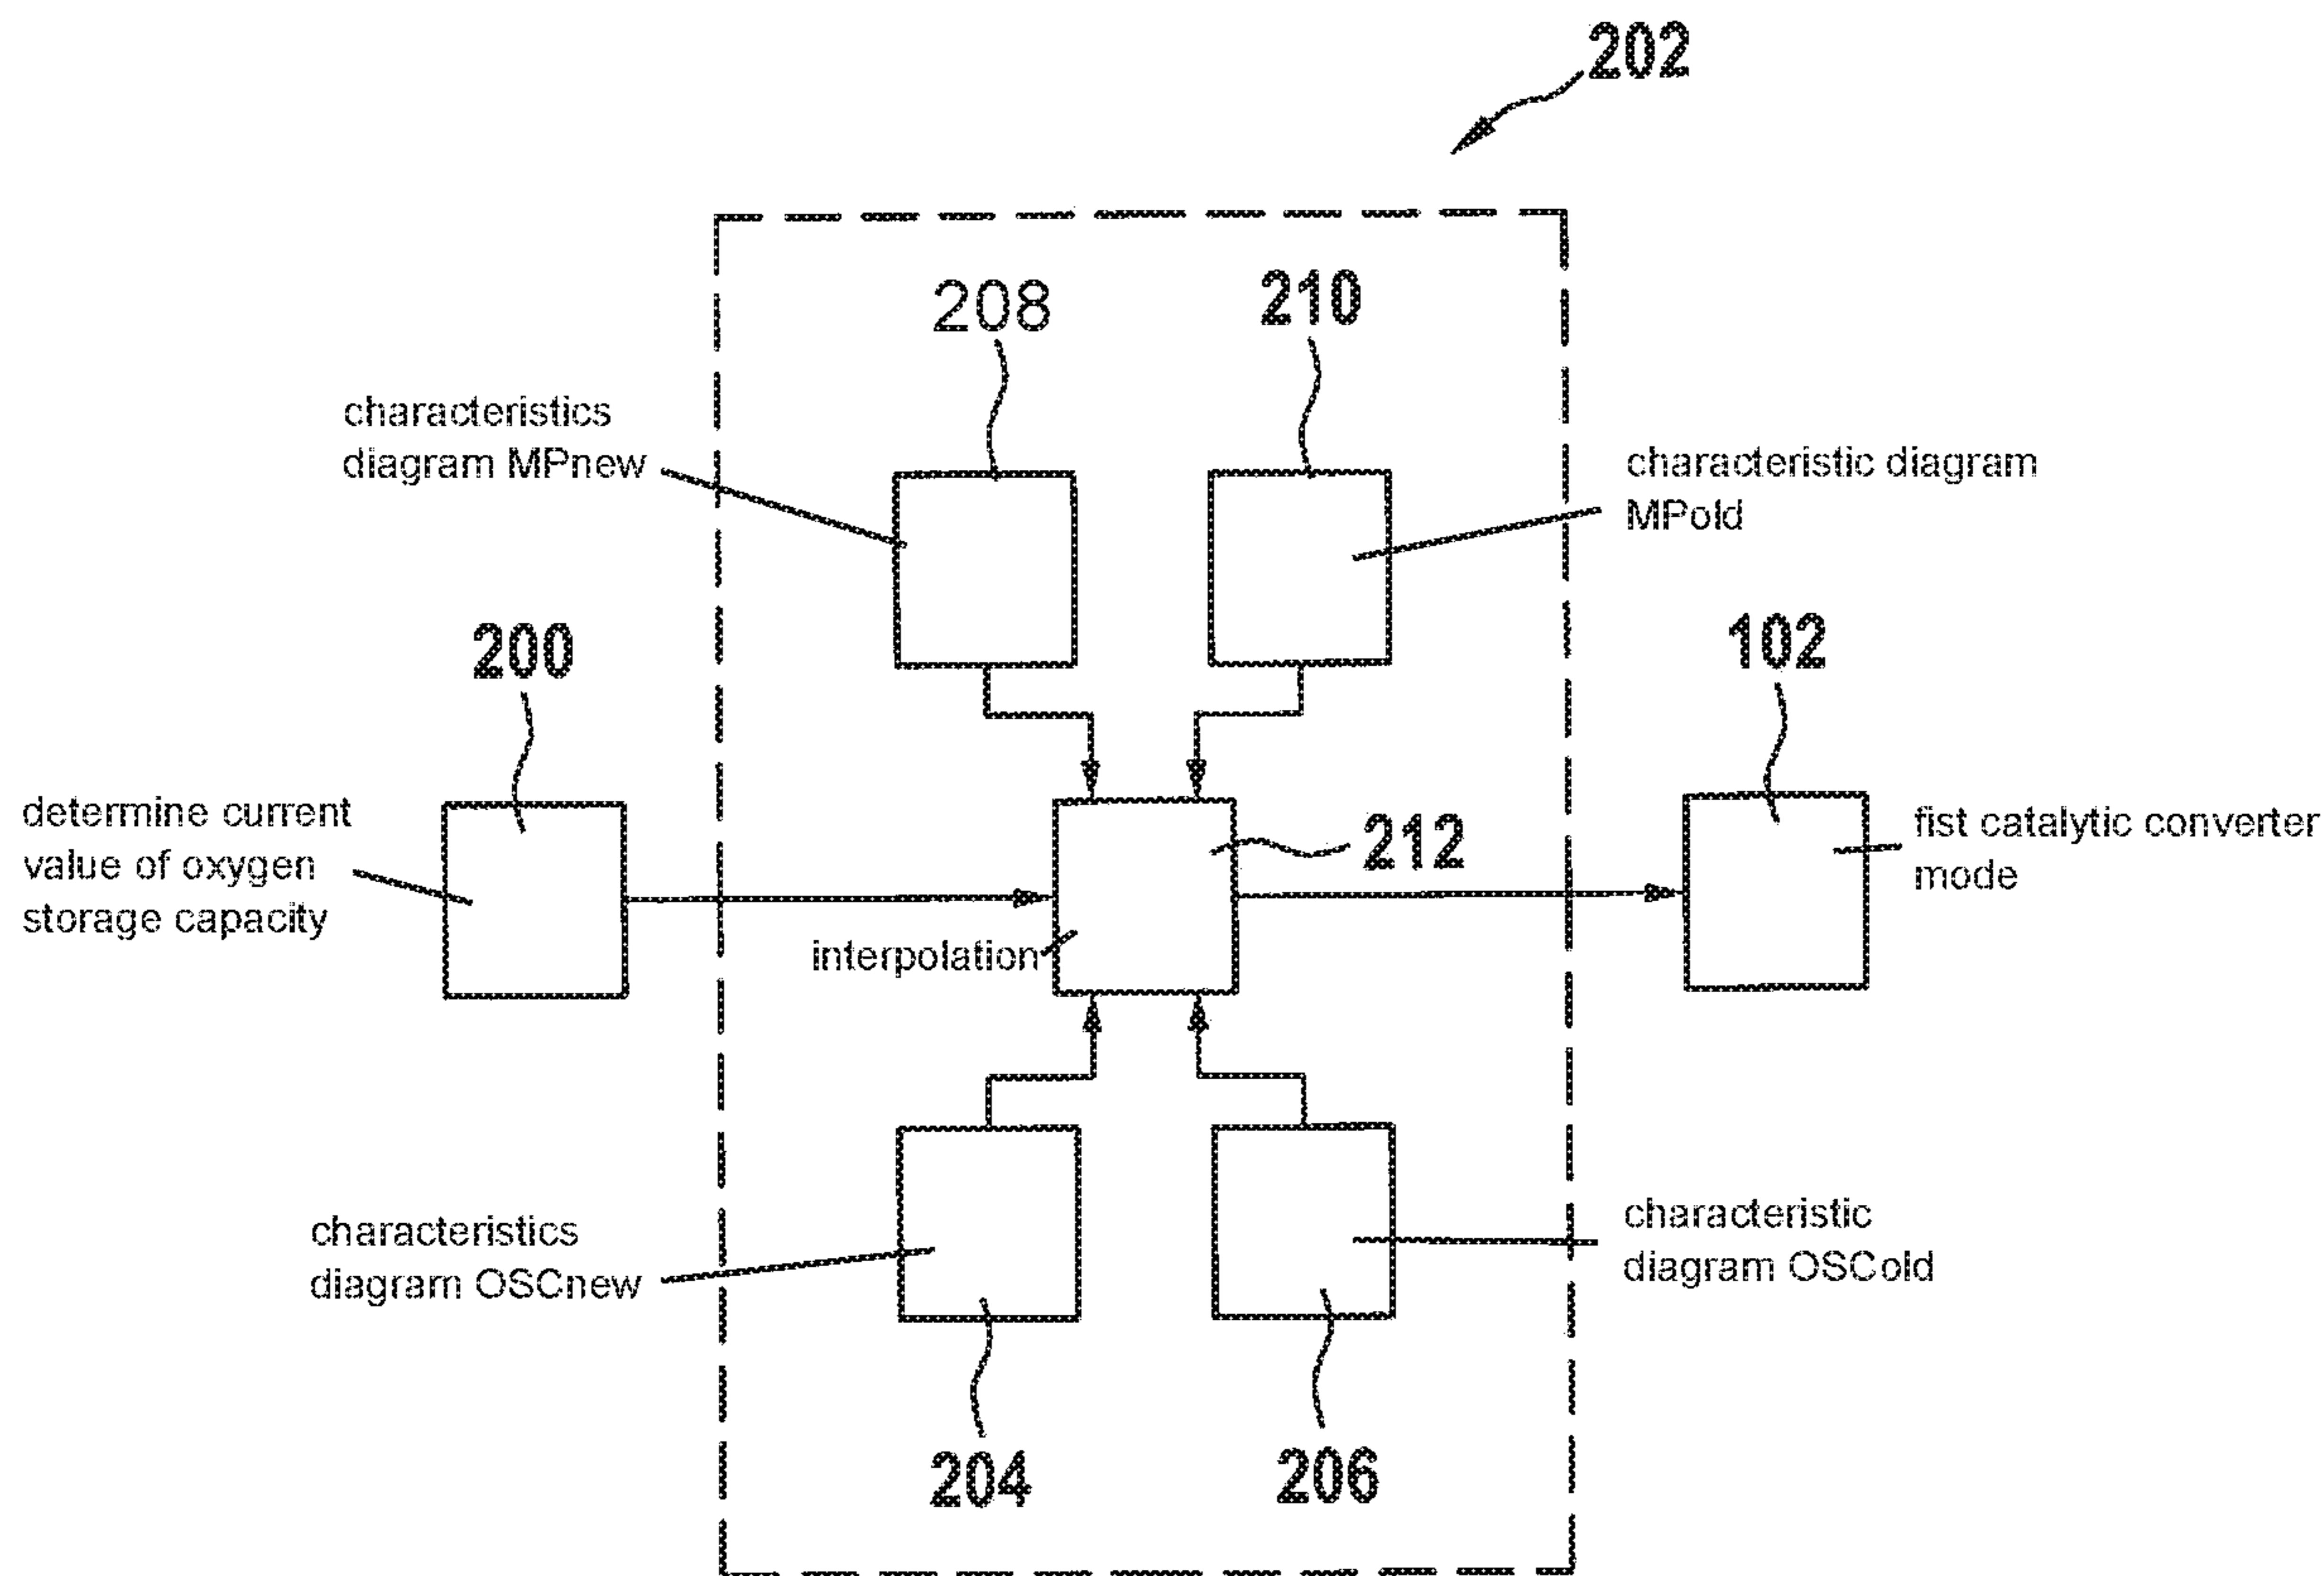 202
208
210
characteristics
diagram MPnew
characteristic diagram
MPold
200
102
determine current
value of oxygen
storage capacity
212
fist catalytic converter
mode
interpolation
characteristics
diagram OSCnew
characteristic
diagram OSCold
204
206